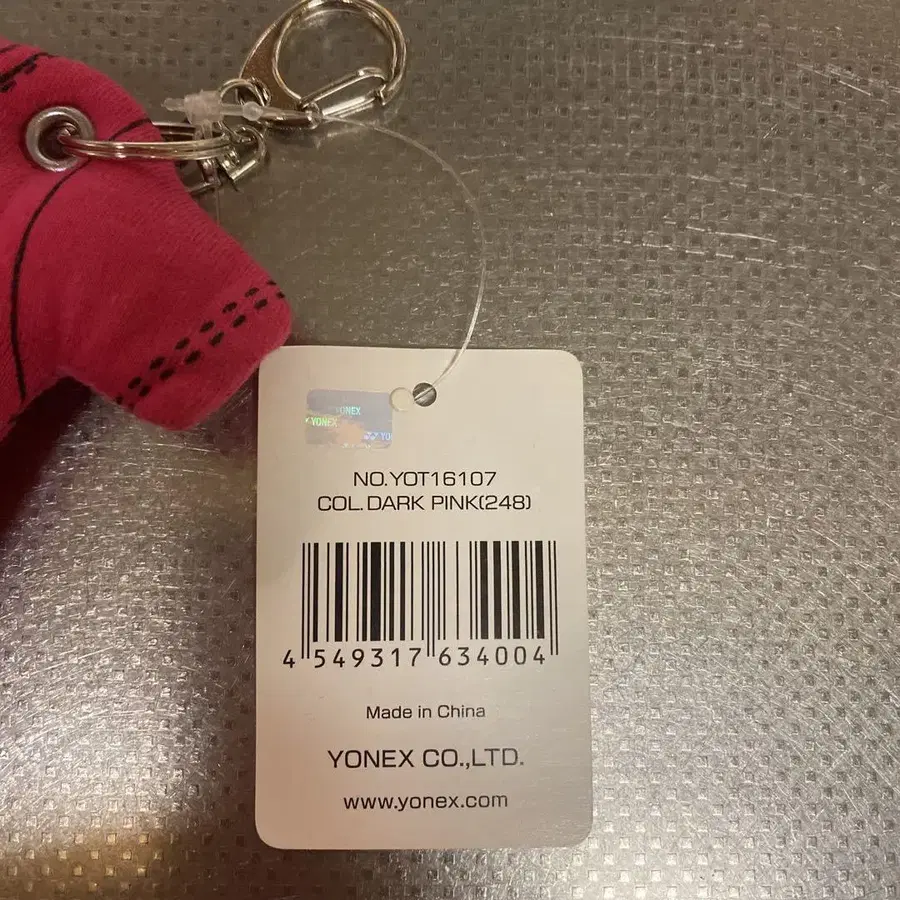 YONEX
YONEX
YO
NO.YOT16107
COL.DARK PINK(248)
4 549317 634004
Made in China
YONEX CO.,LTD.
www.yonex.com